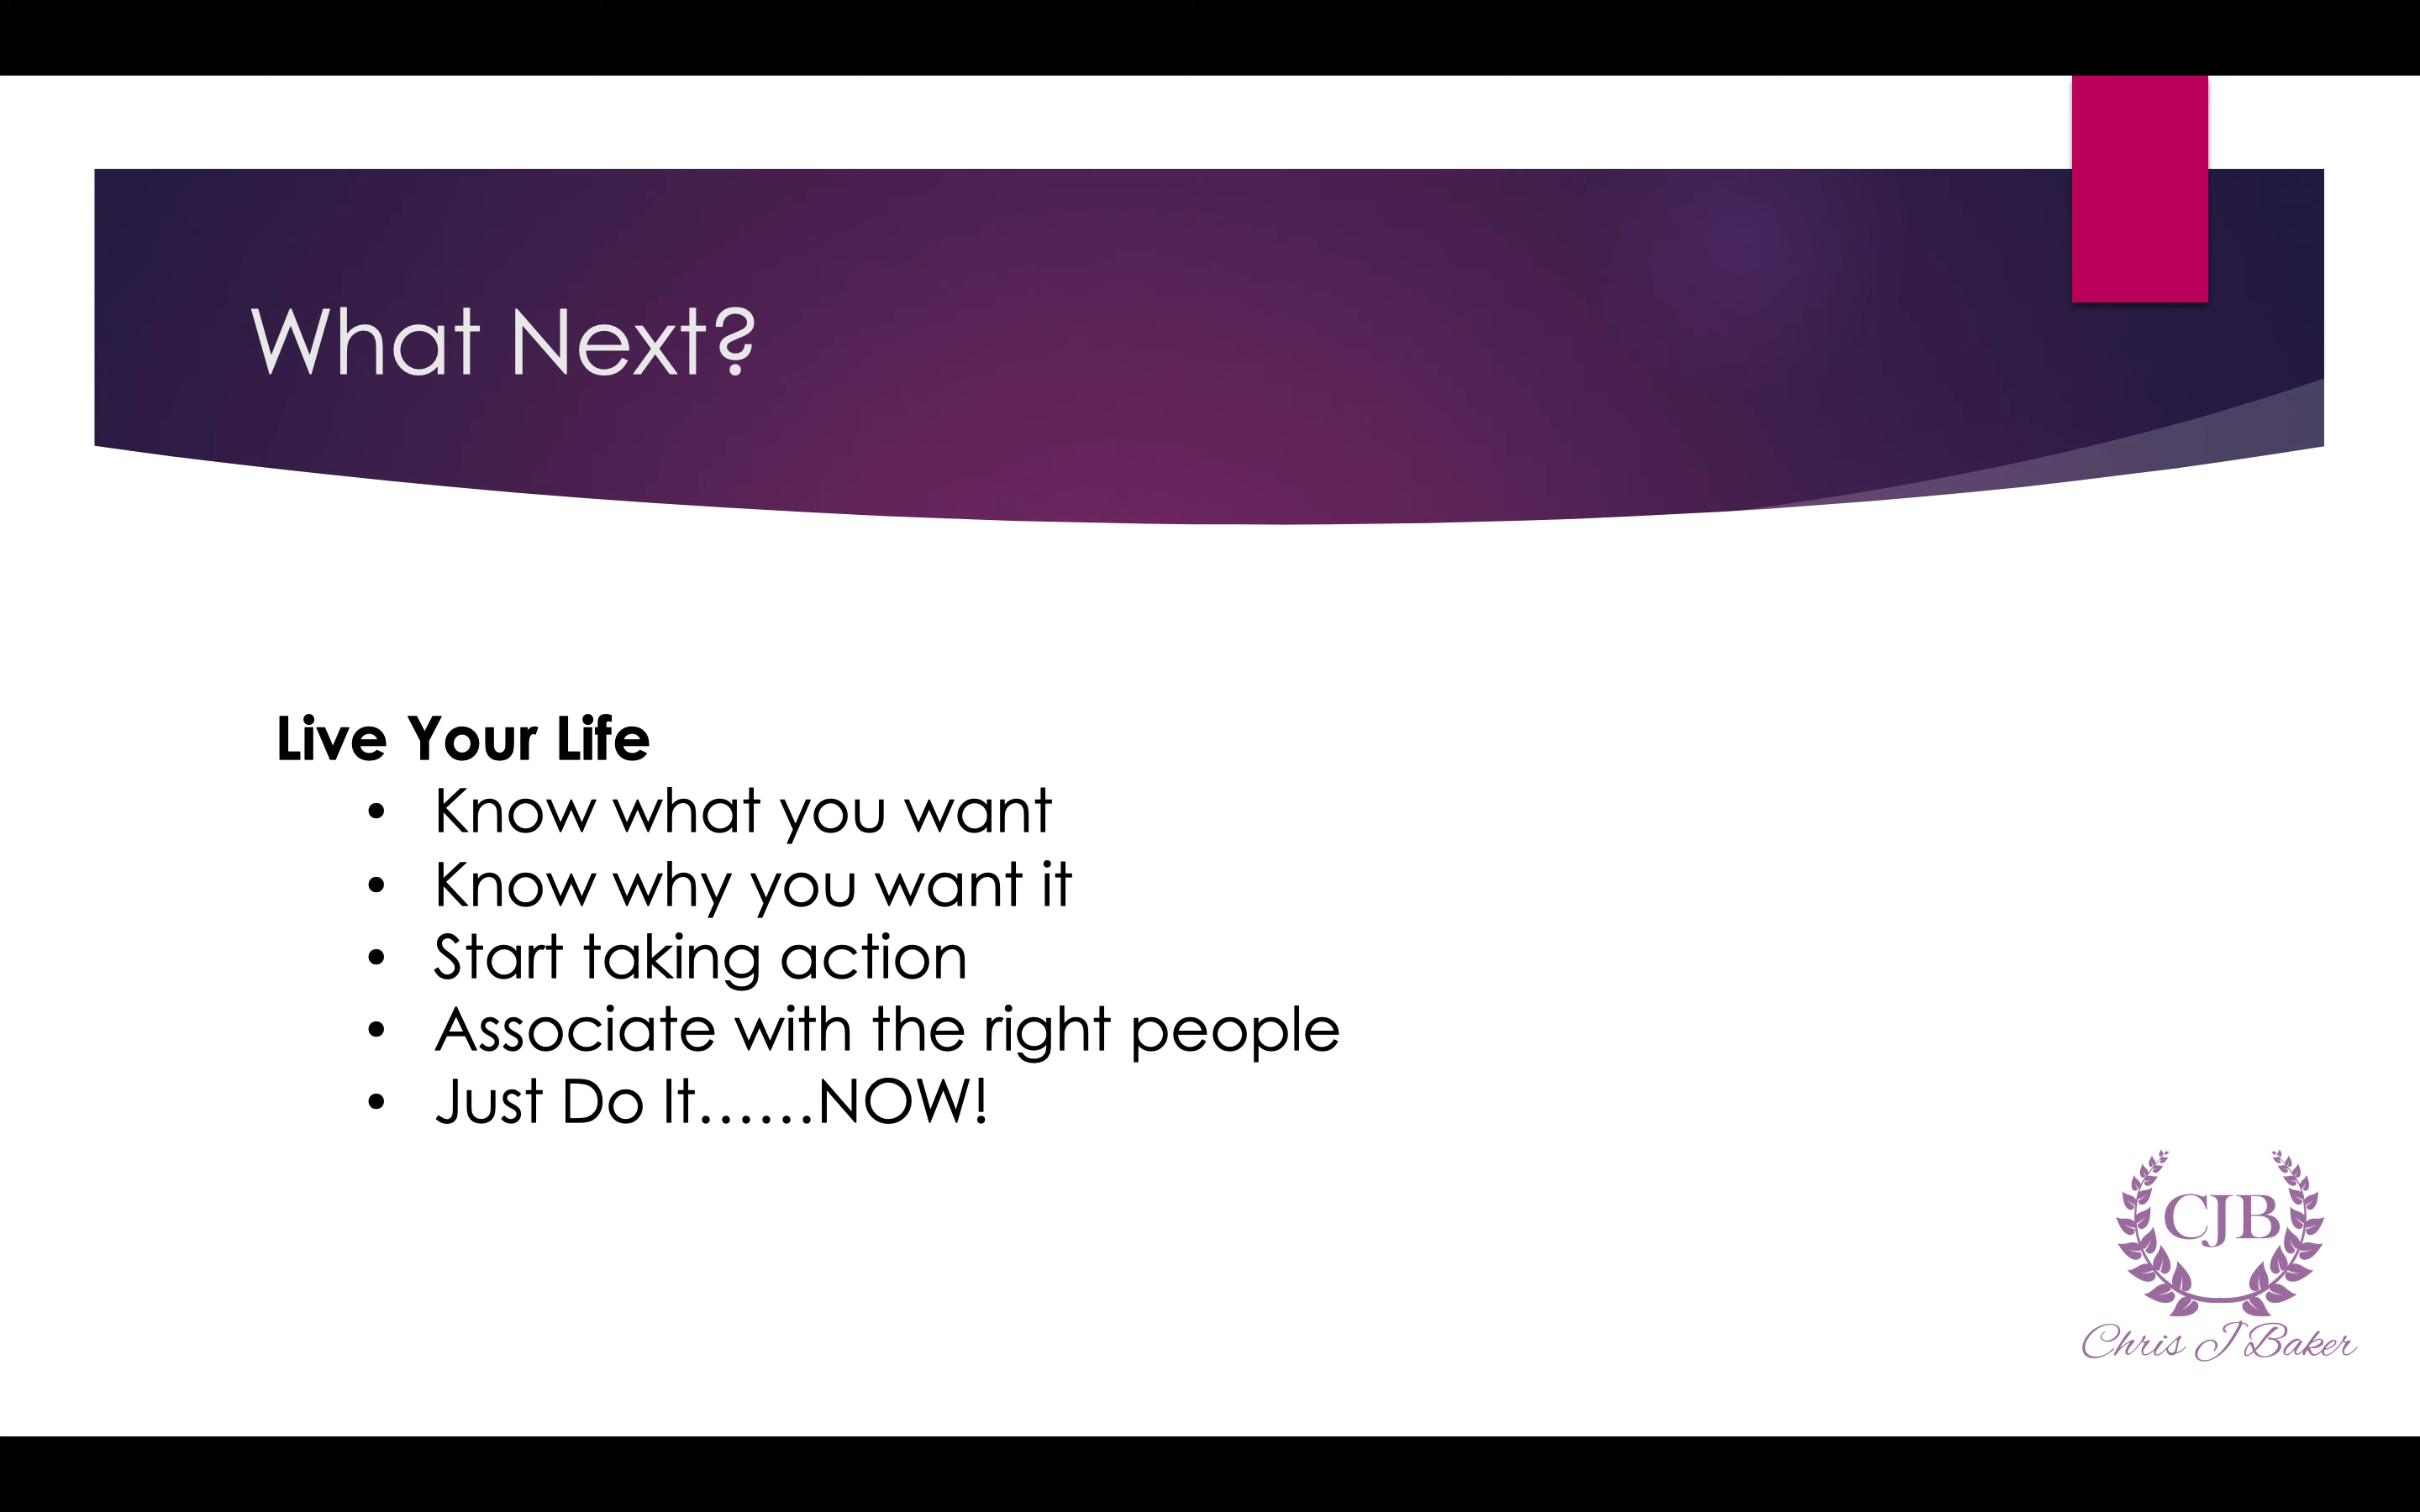 What Next?
Live Your Life
• Know what you want
• Know why you want it
• Start taking action
• Associate with the right people
• Just Do It......NOW!
CJB
Chris J Baker